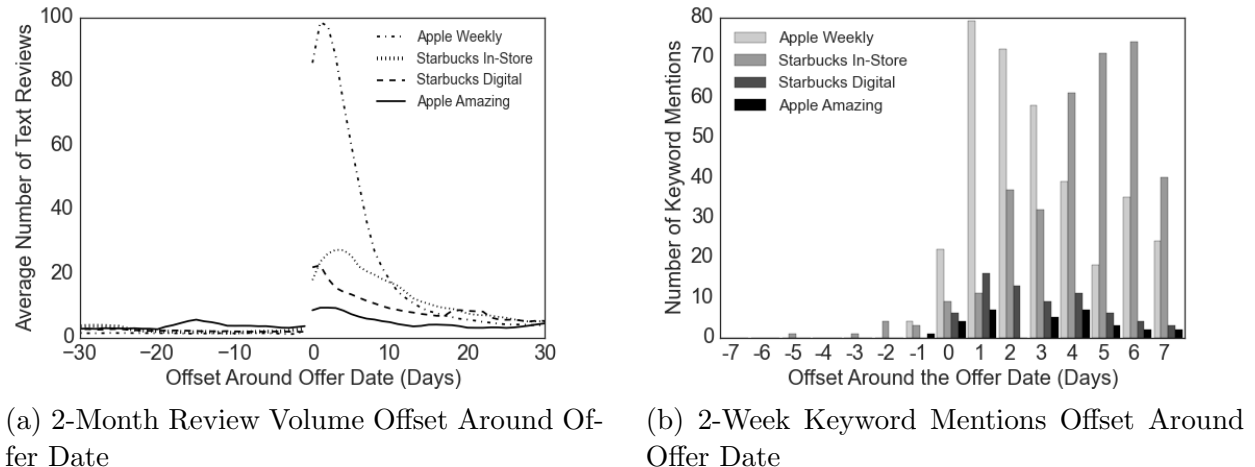 100
80
60
40
20
0
Average Number of Text Reviews
Apple Weekly
Starbucks In-Store
Starbucks Digital
Apple Amazing
−30 −20 −10 0 10 20 30
Offset Around Offer Date (Days)
80
70
60
50
40
30
20
10
0
Number of Keyword Mentions
Apple Weekly
Starbucks In-Store
Starbucks Digital
Apple Amazing
-7 -6 -5 -4 -3 -2 -1 0 1 2 3 4 5 6 7
Offset Around the Offer Date (Days)
(a) 2-Month Review Volume Offset Around Of-
fer Date
(b) 2-Week Keyword Mentions Offset Around
Offer Date